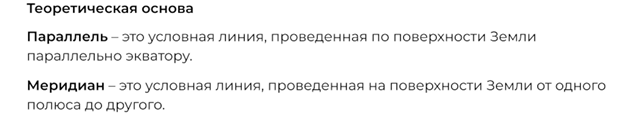 Теоретическая основа
Параллель – это условная линия, проведенная по поверхности Земли
параллельно экватору.
Меридиан – это условная линия, проведенная на поверхности Земли от одного
полюса до другого.